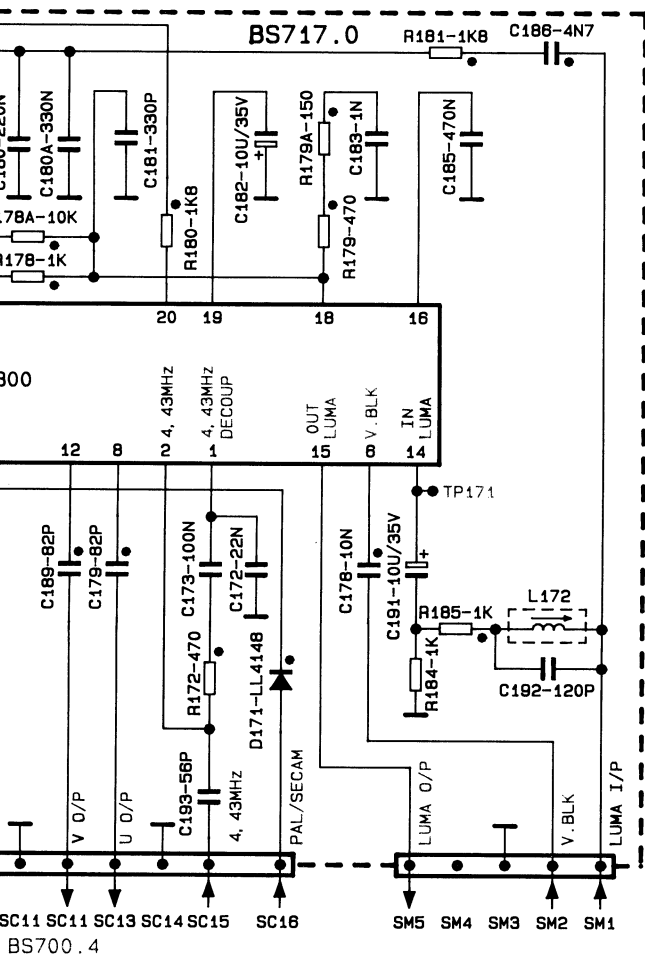 BS717.0
R181-1K8
C186-4N7
C180A-330N
C181-330P
R180-1K8
C182-10U/35V
+
R179A-150
R179-470
C183-1N
C185-470N
178A-10K
R178-1K
20
19
18
16
300
4,43MHz
4,43MHz
DECOUP
OUT
LUMA
V.BLK
IN
LUMA
12
8
2
1
15
6
14
TP171
C189-82P
C179-82P
C173-100N
C172-22N
R172-470
D171-LL4148
C178-10N
C191-10U/35V
+
R185-1K
L172
R184-1K
C192-120P
C193-56P
V O/P
U O/P
4,43MHz
PAL/SECAM
LUMA O/P
V.BLK
LUMA I/P
SC11 SC11 SC13 SC14 SC15 SC16 SM5 SM4 SM3 SM2 SM1
BS700.4